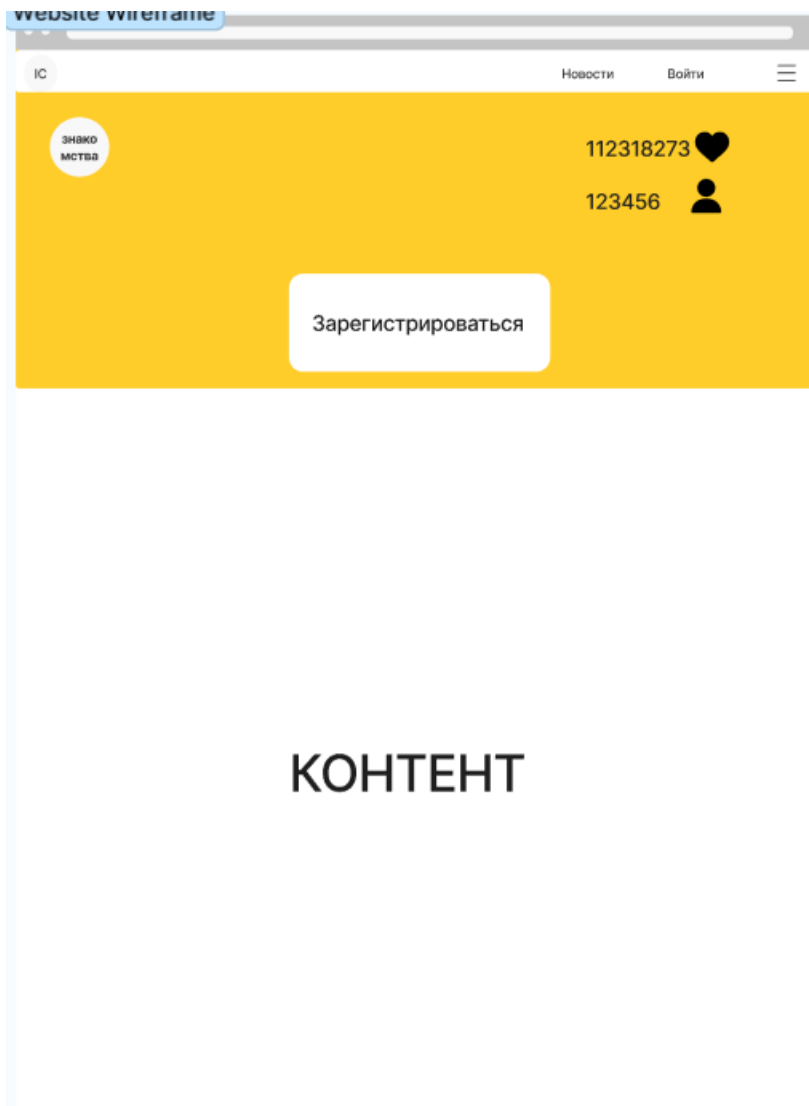 Website Wireframe
IC
Новости
Войти
знако
мства
112318273
123456
Зарегистрироваться
КОНТЕНТ